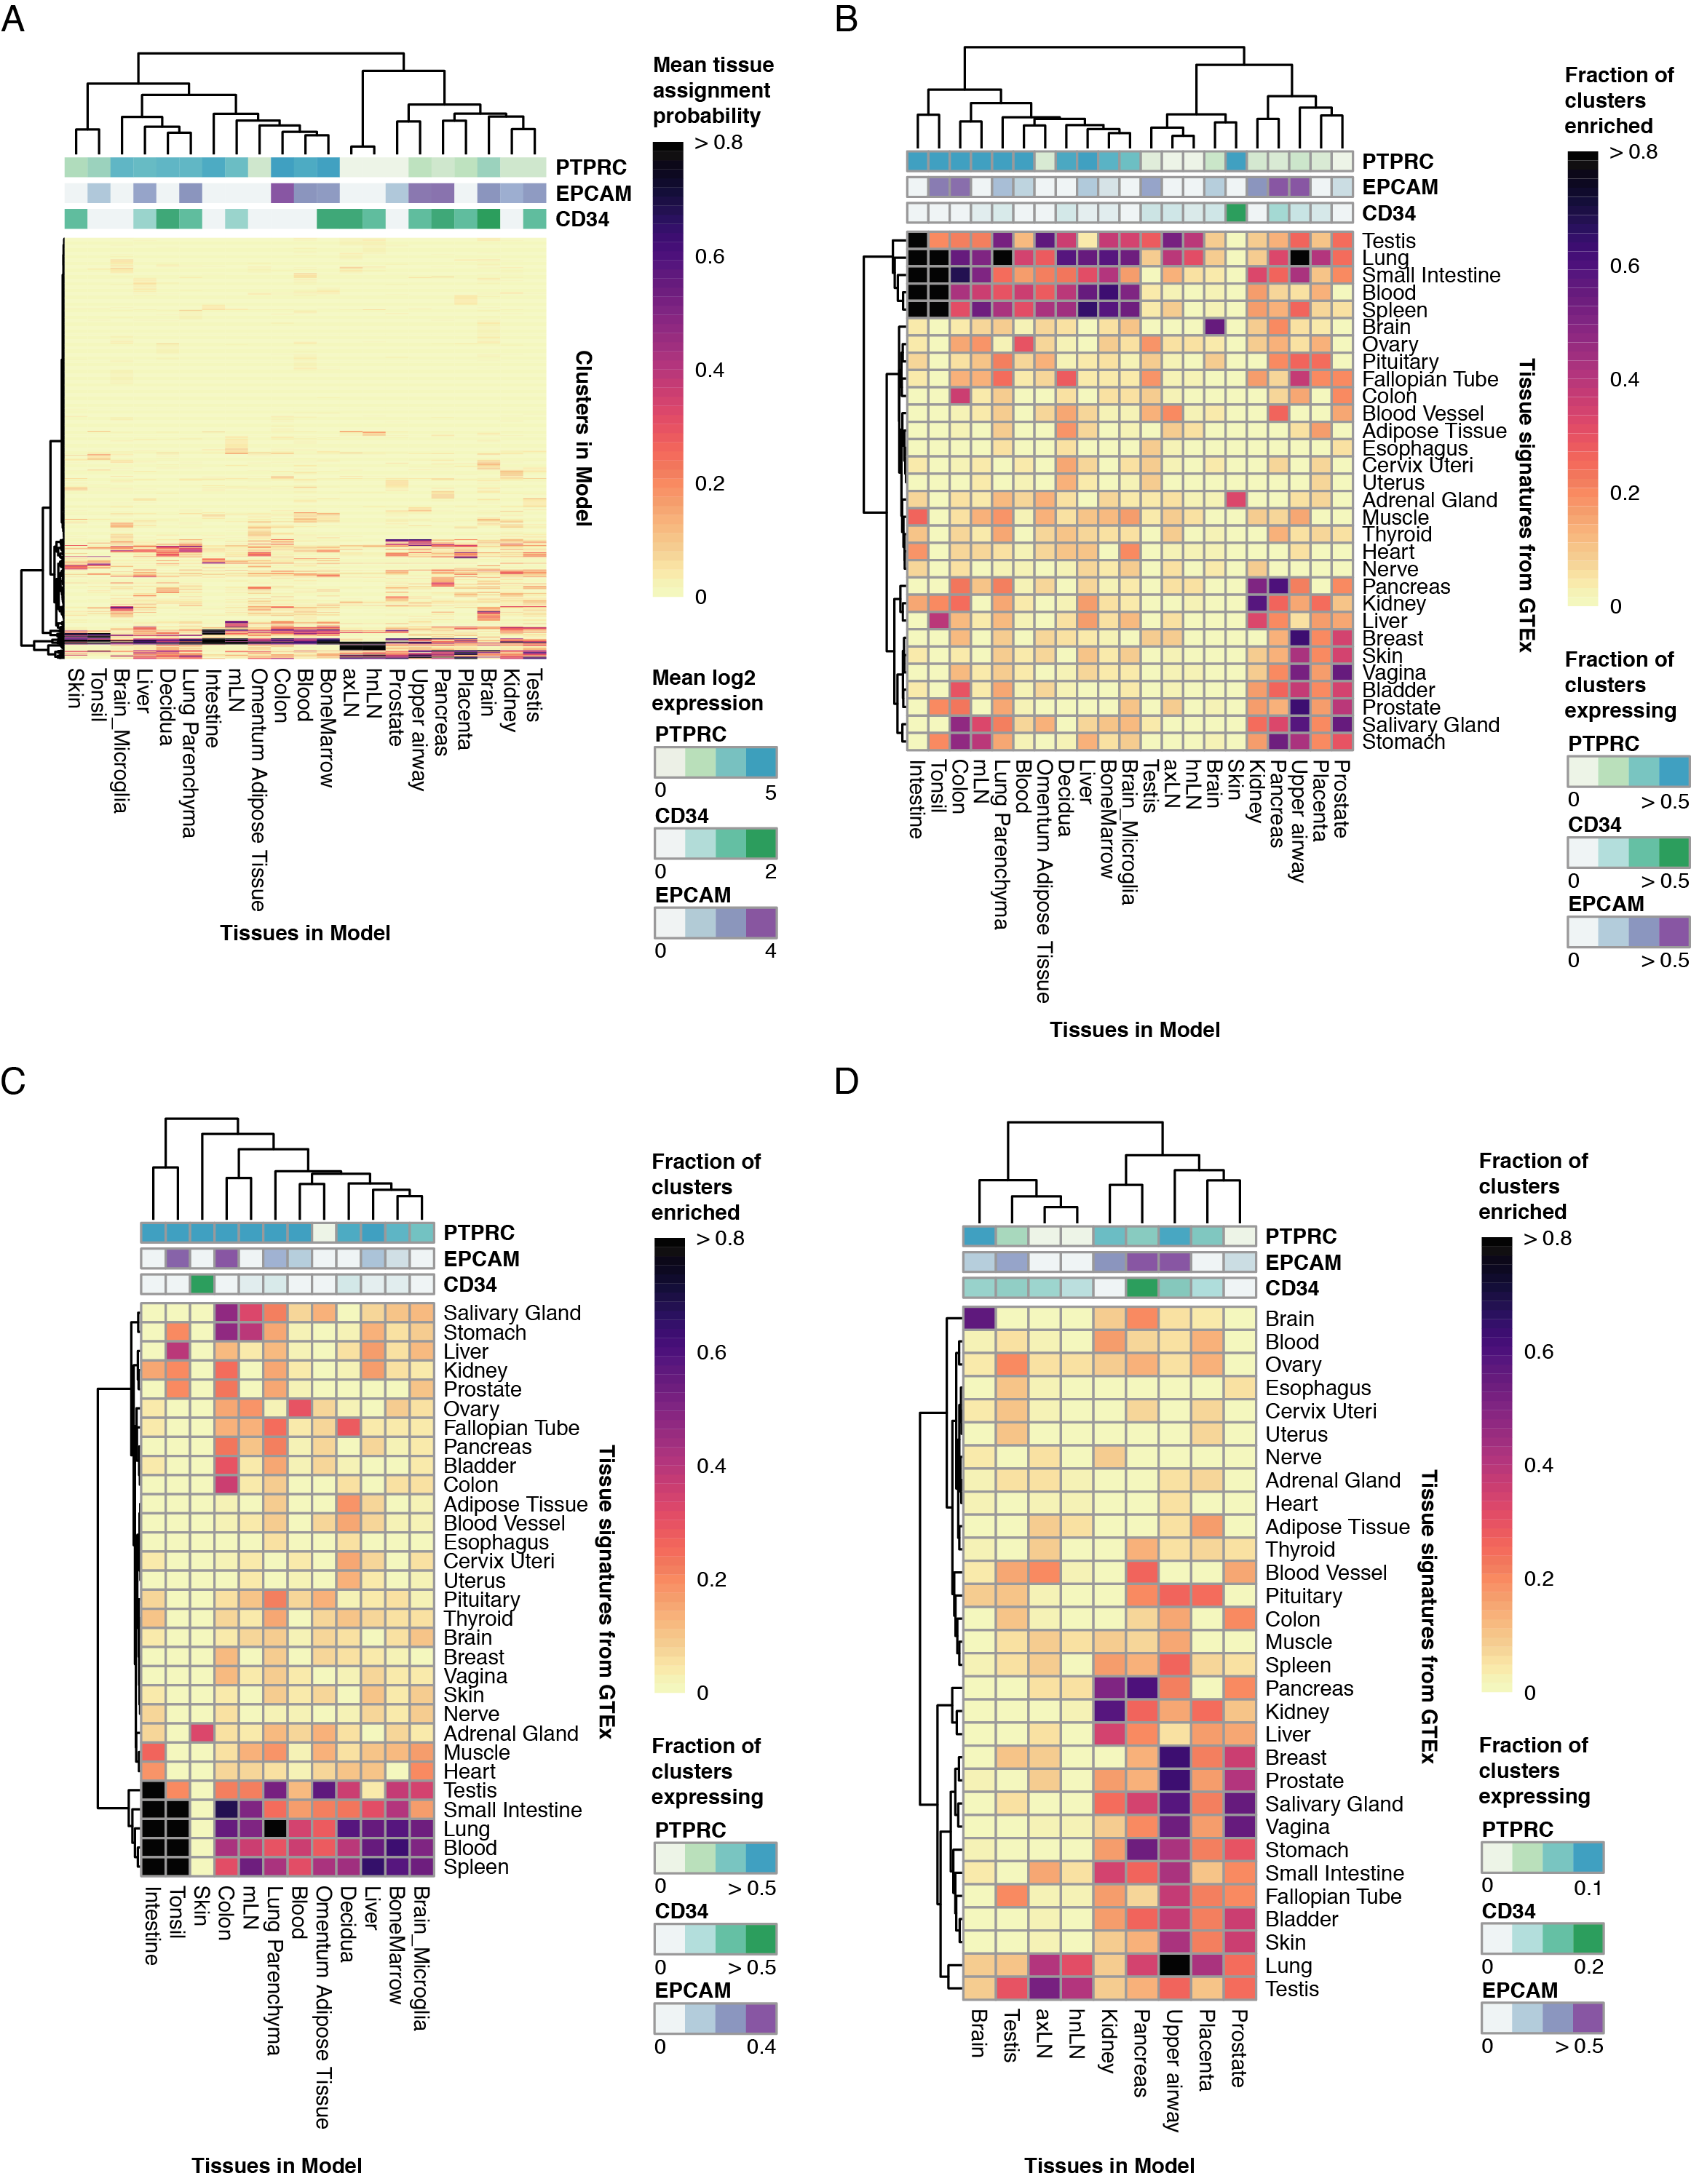 A
Mean tissue
assignment
probability
> 0.8
0.6
0.4
0.2
0
PTPRC
EPCAM
CD34
Clusters in Model
Skin
Tonsil
Brain_Microglia
Liver
Decidua
Lung Parenchyma
Intestine
mLN
Omentum Adipose Tissue
Colon
Blood
BoneMarrow
axLN
hnLN
Prostate
Upper airway
Pancreas
Placenta
Brain
Kidney
Testis
Tissues in Model
Mean log2
expression
PTPRC
0 5
CD34
0 2
EPCAM
0 4
B
Fraction of
clusters
enriched
> 0.8
0.6
0.4
0.2
0
PTPRC
EPCAM
CD34
Testis
Lung
Small Intestine
Blood
Spleen
Brain
Ovary
Pituitary
Fallopian Tube
Colon
Blood Vessel
Adipose Tissue
Esophagus
Cervix Uteri
Uterus
Adrenal Gland
Muscle
Thyroid
Heart
Nerve
Pancreas
Kidney
Liver
Breast
Skin
Vagina
Bladder
Prostate
Salivary Gland
Stomach
Tissue signatures from GTEx
Intestine
Tonsil
Colon
mLN
Lung Parenchyma
Blood
Omentum Adipose Tissue
Decidua
Liver
BoneMarrow
Brain_Microglia
Testis
axLN
hnLN
Brain
Skin
Kidney
Pancreas
Upper airway
Placenta
Prostate
Tissues in Model
Fraction of
clusters
expressing
PTPRC
0 > 0.5
CD34
0 > 0.5
EPCAM
0 > 0.5
C
Fraction of
clusters
enriched
> 0.8
0.6
0.4
0.2
0
PTPRC
EPCAM
CD34
Salivary Gland
Stomach
Liver
Kidney
Prostate
Ovary
Fallopian Tube
Pancreas
Bladder
Colon
Adipose Tissue
Blood Vessel
Esophagus
Cervix Uteri
Uterus
Pituitary
Thyroid
Brain
Breast
Vagina
Skin
Nerve
Adrenal Gland
Muscle
Heart
Testis
Small Intestine
Lung
Blood
Spleen
Tissue signatures from GTEx
Intestine
Tonsil
Skin
Colon
mLN
Lung Parenchyma
Blood
Omentum Adipose Tissue
Decidua
Liver
BoneMarrow
Brain_Microglia
Tissues in Model
Fraction of
clusters
expressing
PTPRC
0 > 0.5
CD34
0 > 0.5
EPCAM
0 0.4
D
Fraction of
clusters
enriched
> 0.8
0.6
0.4
0.2
0
PTPRC
EPCAM
CD34
Brain
Blood
Ovary
Esophagus
Cervix Uteri
Uterus
Nerve
Adrenal Gland
Heart
Adipose Tissue
Thyroid
Blood Vessel
Pituitary
Colon
Muscle
Spleen
Pancreas
Kidney
Liver
Breast
Prostate
Salivary Gland
Vagina
Stomach
Small Intestine
Fallopian Tube
Bladder
Skin
Lung
Testis
Tissue signatures from GTEx
Brain
Testis
axLN
hnLN
Kidney
Pancreas
Upper airway
Placenta
Prostate
Tissues in Model
Fraction of
clusters
expressing
PTPRC
0 0.1
CD34
0 0.2
EPCAM
0 > 0.5